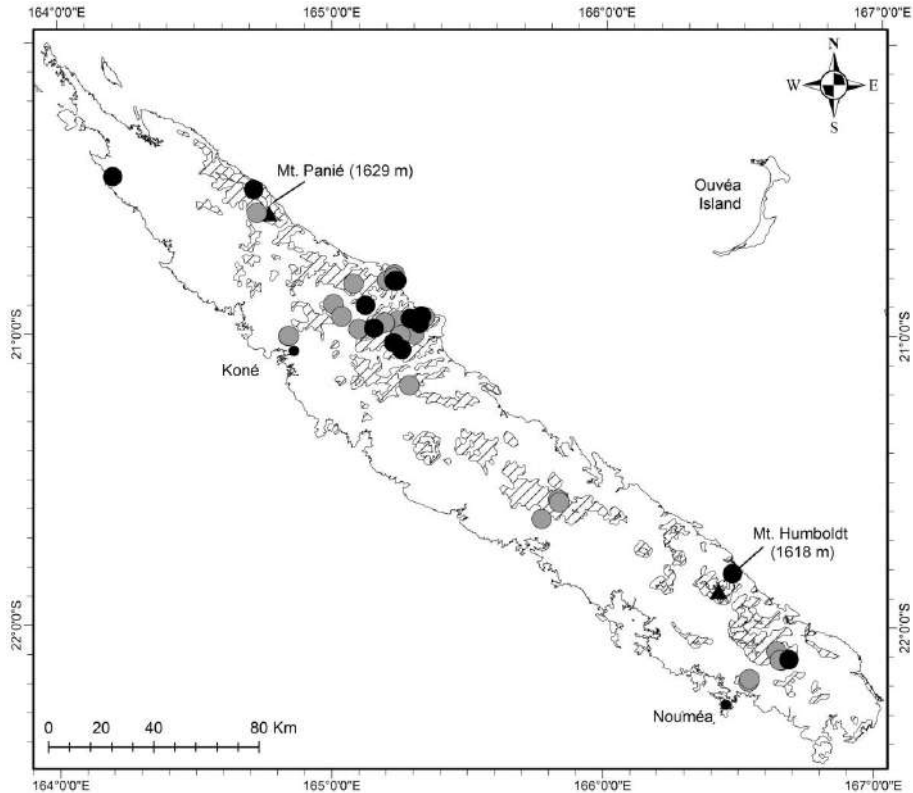 164°0'0"E 165°0'0"E 166°0'0"E 167°0'0"E
N
W E
S
Mt. Panié (1629 m)
Ouvéa
Island
21°0'0"S 21°0'0"S
Koné
Mt. Humboldt
(1618 m)
22°0'0"S 22°0'0"S
Nouméa
0 20 40 80 Km
164°0'0"E 165°0'0"E 166°0'0"E 167°0'0"E